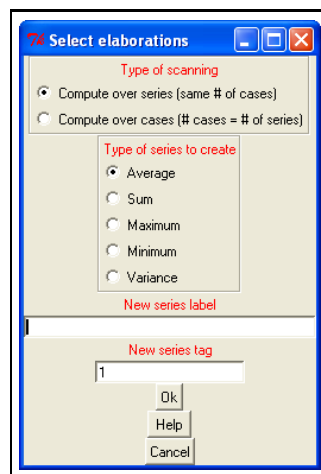 Select elaborations
Type of scanning
Compute over series (same # of cases)
Compute over cases (# cases = # of series)
Type of series to create
Average
Sum
Maximum
Minimum
Variance
New series label
New series tag
1
Ok
Help
Cancel